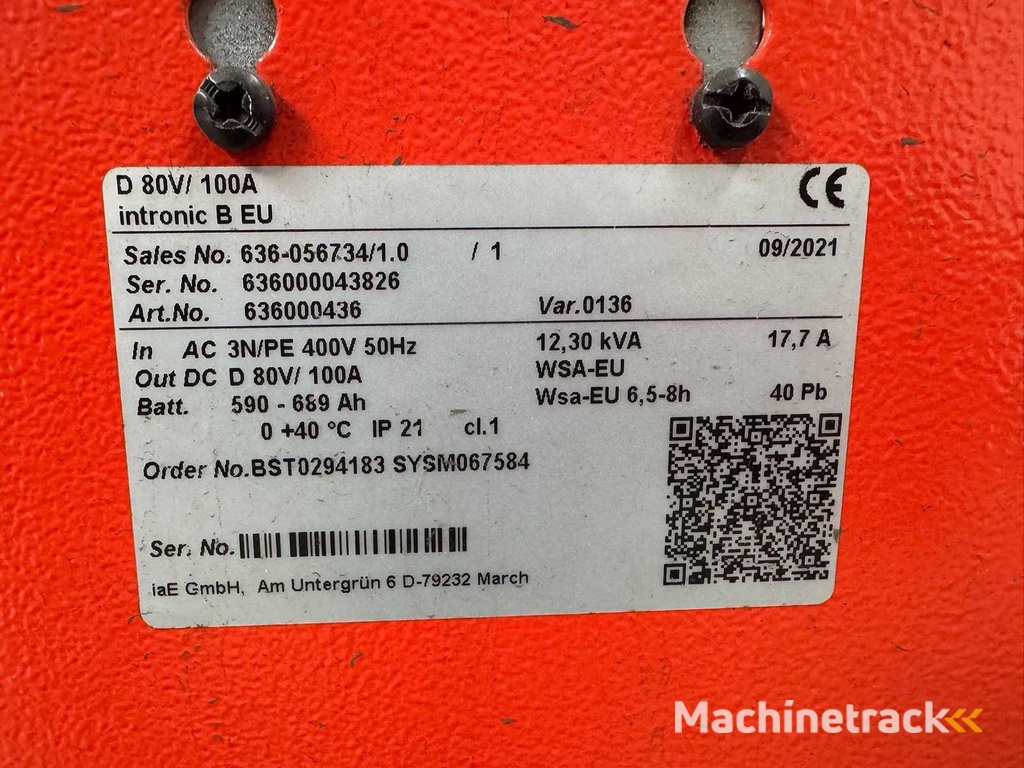 D 80V/ 100A
CE
intronic B EU
Sales No. 636-056734/1.0 / 1 09/2021
Ser. No. 636000043826
Art.No. 636000436 Var.0136
In AC 3N/PE 400V 50Hz 12,30 kVA 17,7 A
Out DC D 80V/ 100A WSA-EU
Batt. 590 - 689 Ah Wsa-EU 6,5-8h 40 Pb
0 +40 °C IP 21 cl.1
Order No.BST0294183 SYSM067584
Ser. No.
iaE GmbH, Am Untergrün 6 D-79232 March
Machinetrack